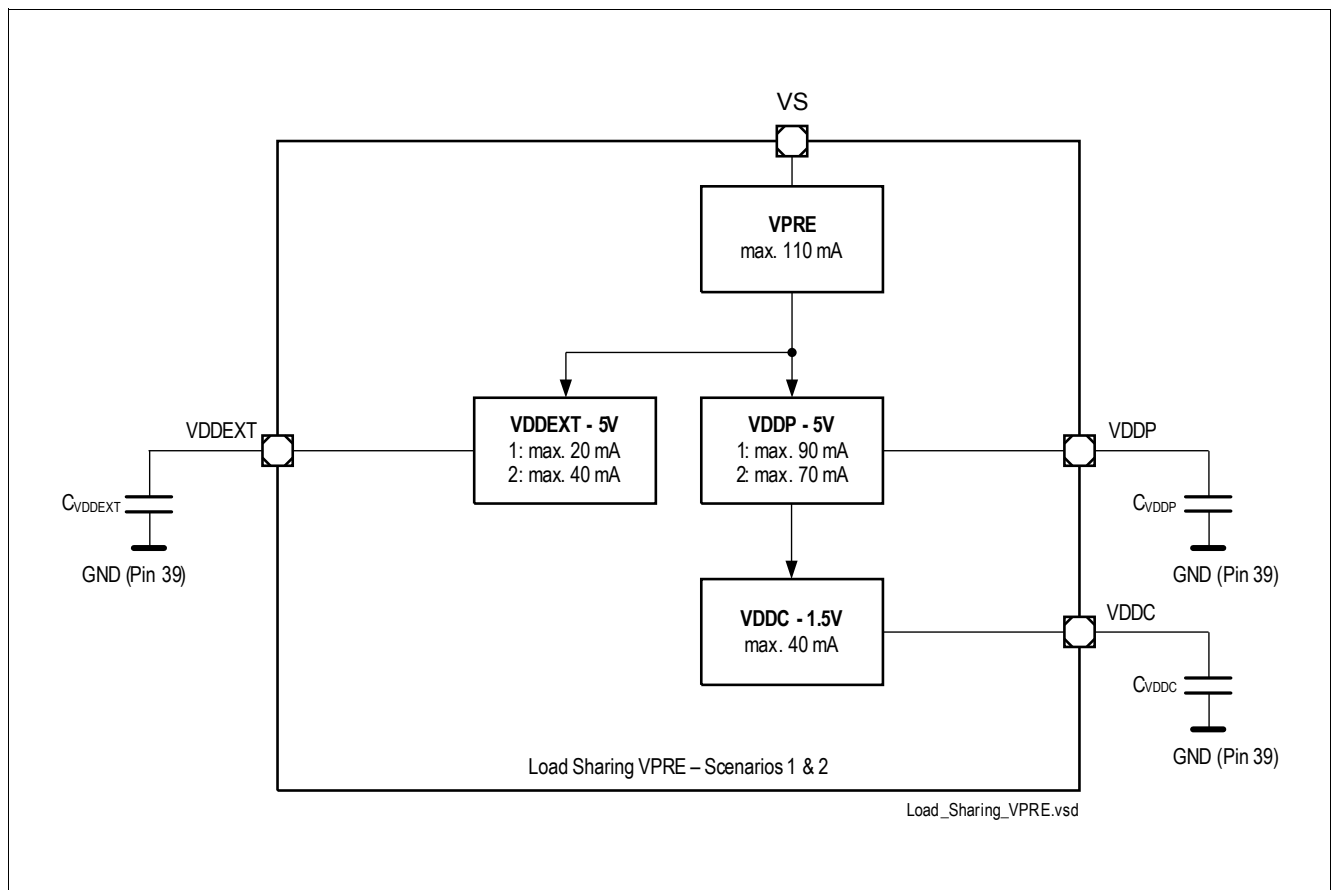 VS
VPRE
max. 110 mA
VDDEXT - 5V
1: max. 20 mA
2: max. 40 mA
VDDP - 5V
1: max. 90 mA
2: max. 70 mA
VDDEXT
VDDP
CVDDEXT
GND (Pin 39)
CVDDP
GND (Pin 39)
VDDC - 1.5V
max. 40 mA
VDDC
CVDDC
GND (Pin 39)
Load Sharing VPRE – Scenarios 1 & 2
Load_Sharing_VPRE.vsd